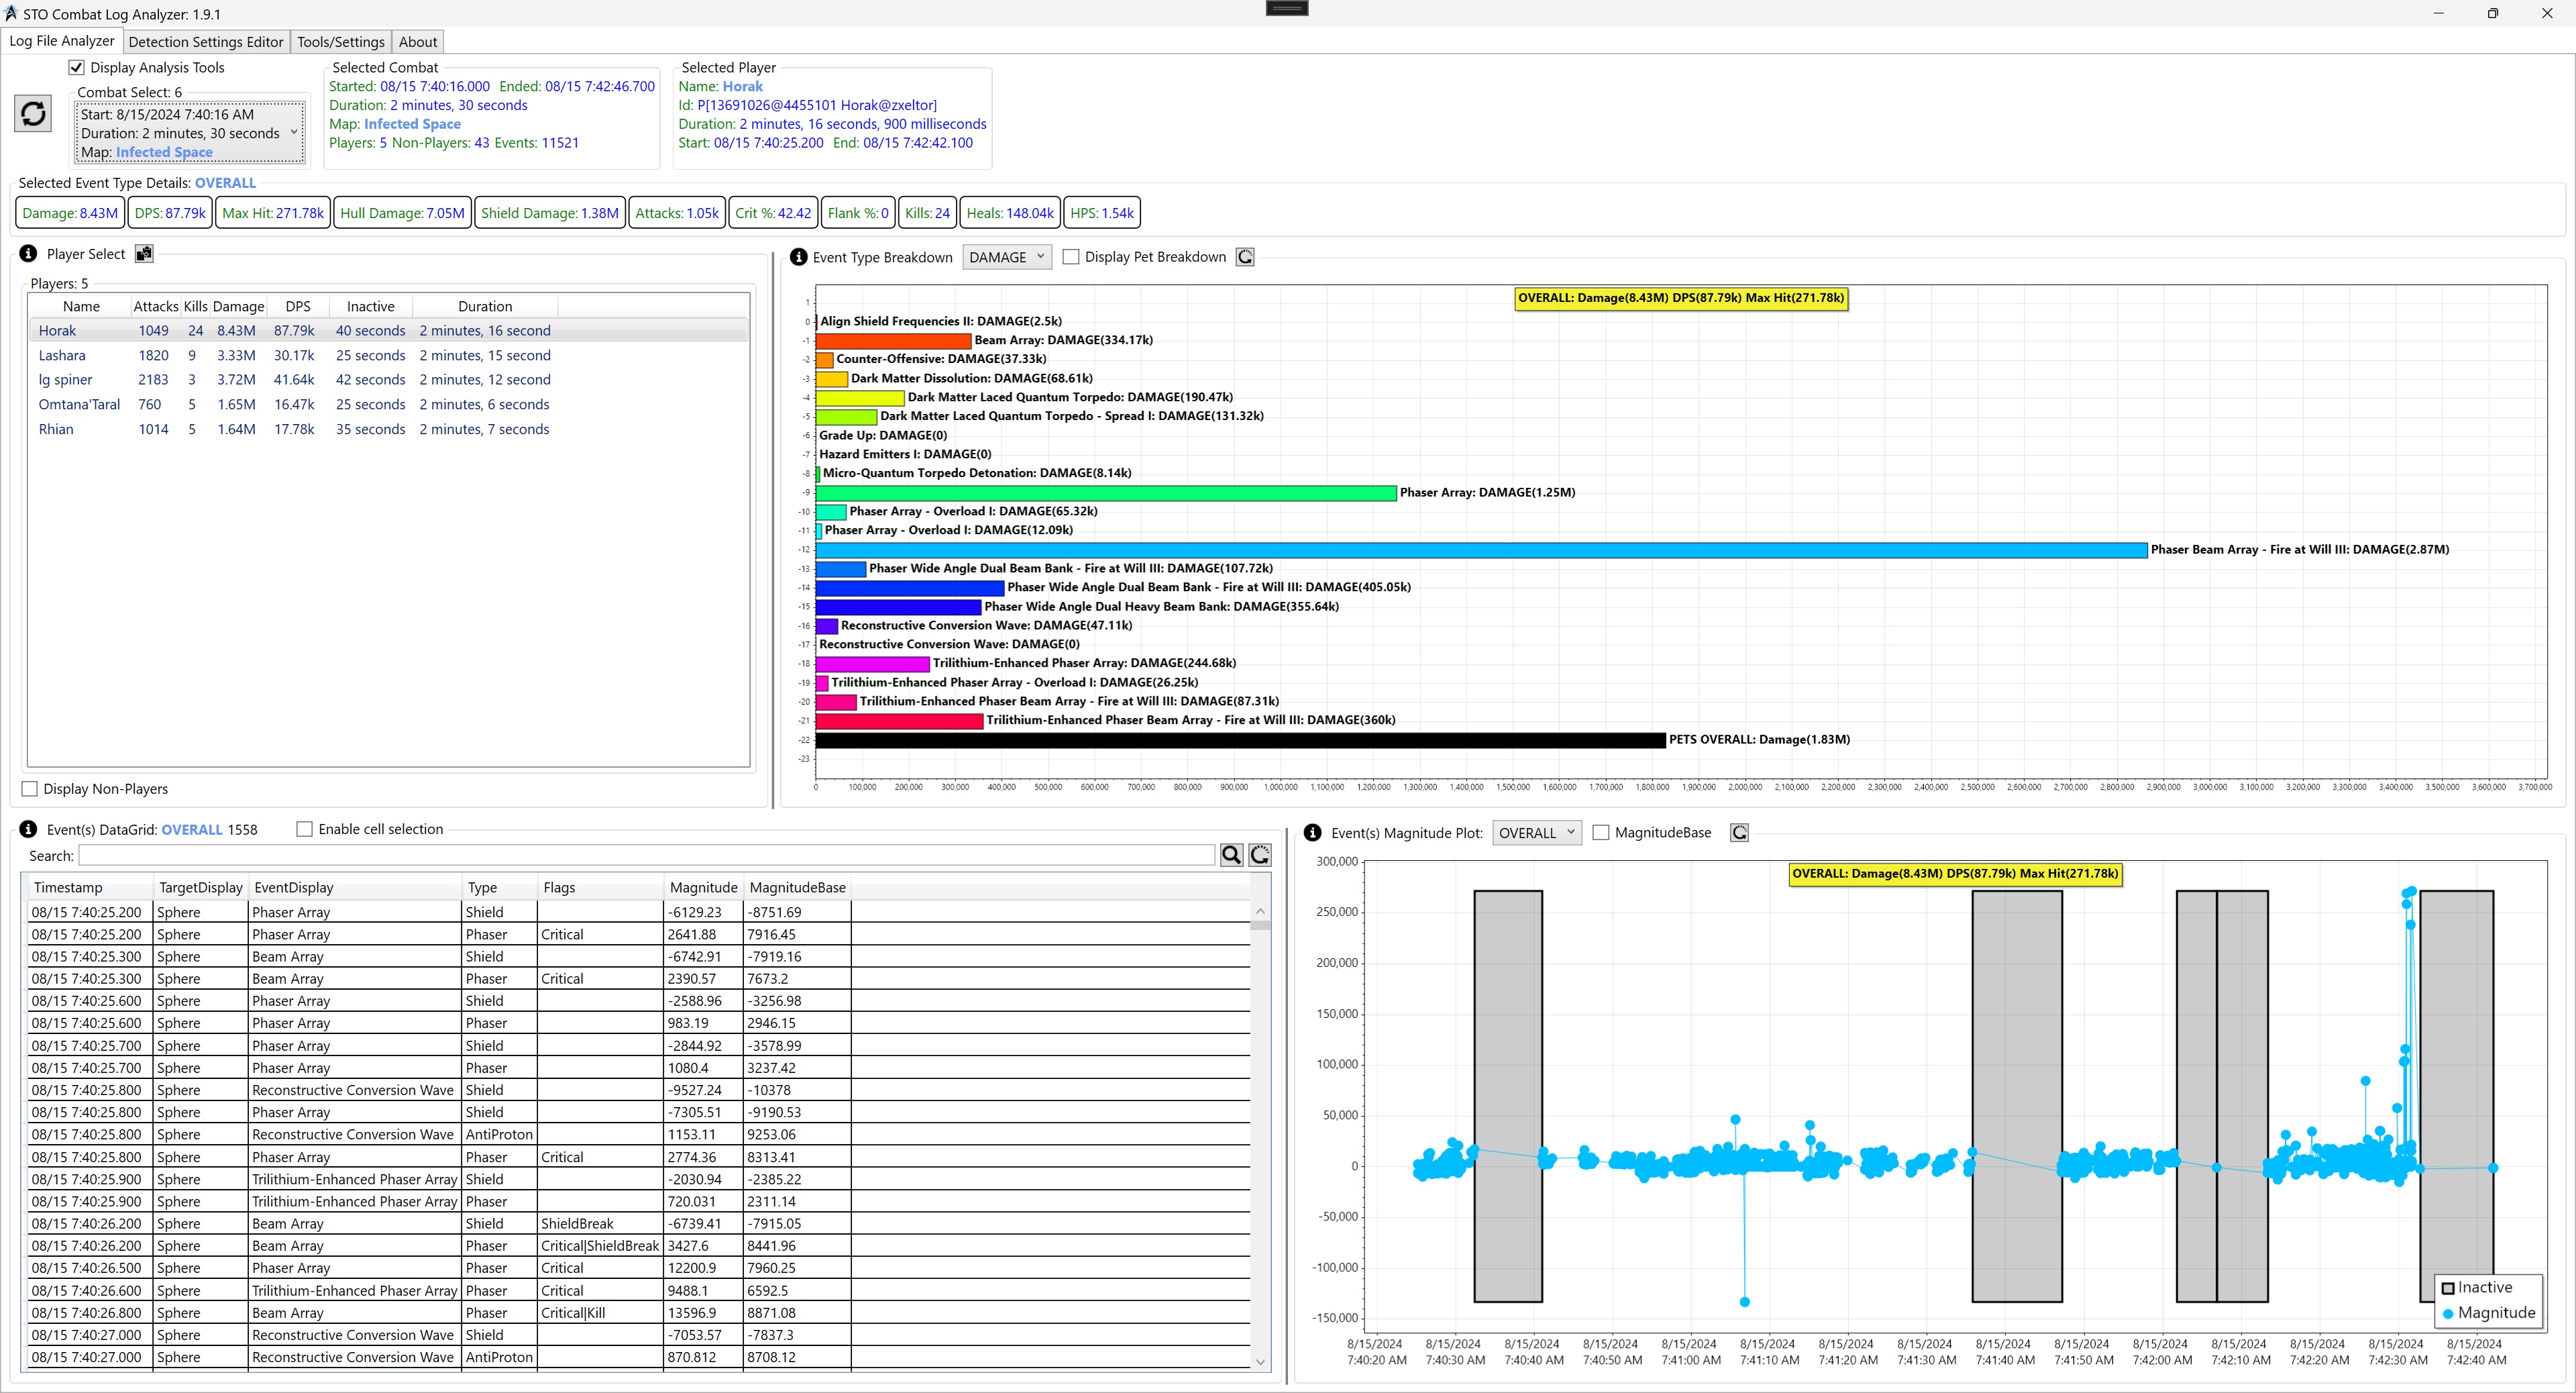 STO Combat Log Analyzer: 1.9.1
Log File Analyzer Detection Settings Editor Tools/Settings About
Display Analysis Tools
Combat Select: 6
Start: 8/15/2024 7:40:16 AM
Duration: 2 minutes, 30 seconds
Map: Infected Space
Selected Combat
Started: 08/15 7:40:16.000 Ended: 08/15 7:42:46.700
Duration: 2 minutes, 30 seconds
Map: Infected Space
Players: 5 Non-Players: 43 Events: 11521
Selected Player
Name: Horak
Id: P[13691026@4455101 Horak@zxeltor]
Duration: 2 minutes, 16 seconds, 900 milliseconds
Start: 08/15 7:40:25.200 End: 08/15 7:42:42.100
Selected Event Type Details: OVERALL
Damage: 8.43M DPS: 87.79k Max Hit: 271.78k Hull Damage: 7.05M Shield Damage: 1.38M Attacks: 1.05k Crit %: 42.42 Flank %: 0 Kills: 24 Heals: 148.04k HPS: 1.54k
Player Select
Players: 5
Name Attacks Kills Damage DPS Inactive Duration
Horak 1049 24 8.43M 87.79k 40 seconds 2 minutes, 16 second
Lashara 1820 9 3.33M 30.17k 25 seconds 2 minutes, 15 second
lg spiner 2183 3 3.72M 41.64k 42 seconds 2 minutes, 12 second
Omtana'Taral 760 5 1.65M 16.47k 25 seconds 2 minutes, 6 seconds
Rhian 1014 5 1.64M 17.78k 35 seconds 2 minutes, 7 seconds
Display Non-Players
Event Type Breakdown DAMAGE Display Pet Breakdown
OVERALL: Damage(8.43M) DPS(87.79k) Max Hit(271.78k)
1
0 Align Shield Frequencies II: DAMAGE(2.5k)
-1 Beam Array: DAMAGE(334.17k)
-2 Counter-Offensive: DAMAGE(37.33k)
-3 Dark Matter Dissolution: DAMAGE(68.61k)
-4 Dark Matter Laced Quantum Torpedo: DAMAGE(190.47k)
-5 Dark Matter Laced Quantum Torpedo - Spread I: DAMAGE(131.32k)
-6 Grade Up: DAMAGE(0)
-7 Hazard Emitters I: DAMAGE(0)
-8 Micro-Quantum Torpedo Detonation: DAMAGE(8.14k)
-9 Phaser Array: DAMAGE(1.25M)
-10 Phaser Array - Overload I: DAMAGE(65.32k)
-11 Phaser Array - Overload I: DAMAGE(12.09k)
-12 Phaser Beam Array - Fire at Will III: DAMAGE(2.87M)
-13 Phaser Wide Angle Dual Beam Bank - Fire at Will III: DAMAGE(107.72k)
-14 Phaser Wide Angle Dual Beam Bank - Fire at Will III: DAMAGE(405.05k)
-15 Phaser Wide Angle Dual Heavy Beam Bank: DAMAGE(355.64k)
-16 Reconstructive Conversion Wave: DAMAGE(47.11k)
-17 Reconstructive Conversion Wave: DAMAGE(0)
-18 Trilithium-Enhanced Phaser Array: DAMAGE(244.68k)
-19 Trilithium-Enhanced Phaser Array - Overload I: DAMAGE(26.25k)
-20 Trilithium-Enhanced Phaser Beam Array - Fire at Will III: DAMAGE(87.31k)
-21 Trilithium-Enhanced Phaser Beam Array - Fire at Will III: DAMAGE(360k)
-22 PETS OVERALL: Damage(1.83M)
-23
0 100,000 200,000 300,000 400,000 500,000 600,000 700,000 800,000 900,000 1,000,000 1,100,000 1,200,000 1,300,000 1,400,000 1,500,000 1,600,000 1,700,000 1,800,000 1,900,000 2,000,000 2,100,000 2,200,000 2,300,000 2,400,000 2,500,000 2,600,000 2,700,000 2,800,000 2,900,000 3,000,000 3,100,000 3,200,000 3,300,000 3,400,000 3,500,000 3,600,000 3,700,000
Event(s) DataGrid: OVERALL 1558 Enable cell selection
Search:
Timestamp TargetDisplay EventDisplay Type Flags Magnitude MagnitudeBase
08/15 7:40:25.200 Sphere Phaser Array Shield -6129.23 -8751.69
08/15 7:40:25.200 Sphere Phaser Array Phaser Critical 2641.88 7916.45
08/15 7:40:25.300 Sphere Beam Array Shield -6742.91 -7919.16
08/15 7:40:25.300 Sphere Beam Array Phaser Critical 2390.57 7673.2
08/15 7:40:25.600 Sphere Phaser Array Shield -2588.96 -3256.98
08/15 7:40:25.600 Sphere Phaser Array Phaser 983.19 2946.15
08/15 7:40:25.700 Sphere Phaser Array Shield -2844.92 -3578.99
08/15 7:40:25.700 Sphere Phaser Array Phaser 1080.4 3237.42
08/15 7:40:25.800 Sphere Reconstructive Conversion Wave Shield -9527.24 -10378
08/15 7:40:25.800 Sphere Phaser Array Shield -7305.51 -9190.53
08/15 7:40:25.800 Sphere Reconstructive Conversion Wave AntiProton 1153.11 9253.06
08/15 7:40:25.800 Sphere Phaser Array Phaser Critical 2774.36 8313.41
08/15 7:40:25.900 Sphere Trilithium-Enhanced Phaser Array Shield -2030.94 -2385.22
08/15 7:40:25.900 Sphere Trilithium-Enhanced Phaser Array Phaser 720.031 2311.14
08/15 7:40:26.200 Sphere Beam Array Shield ShieldBreak -6739.41 -7915.05
08/15 7:40:26.200 Sphere Beam Array Phaser Critical|ShieldBreak 3427.6 8441.96
08/15 7:40:26.500 Sphere Phaser Array Phaser Critical 12200.9 7960.25
08/15 7:40:26.600 Sphere Trilithium-Enhanced Phaser Array Phaser Critical 9488.1 6592.5
08/15 7:40:26.800 Sphere Beam Array Phaser Critical|Kill 13596.9 8871.08
08/15 7:40:27.000 Sphere Reconstructive Conversion Wave Shield -7053.57 -7837.3
08/15 7:40:27.000 Sphere Reconstructive Conversion Wave AntiProton 870.812 8708.12
Event(s) Magnitude Plot: OVERALL MagnitudeBase
OVERALL: Damage(8.43M) DPS(87.79k) Max Hit(271.78k)
300,000
250,000
200,000
150,000
100,000
50,000
0
-50,000
-100,000
-150,000
Inactive
Magnitude
8/15/2024 8/15/2024 8/15/2024 8/15/2024 8/15/2024 8/15/2024 8/15/2024 8/15/2024 8/15/2024 8/15/2024 8/15/2024 8/15/2024 8/15/2024 8/15/2024 8/15/2024
7:40:20 AM 7:40:30 AM 7:40:40 AM 7:40:50 AM 7:41:00 AM 7:41:10 AM 7:41:20 AM 7:41:30 AM 7:41:40 AM 7:41:50 AM 7:42:00 AM 7:42:10 AM 7:42:20 AM 7:42:30 AM 7:42:40 AM